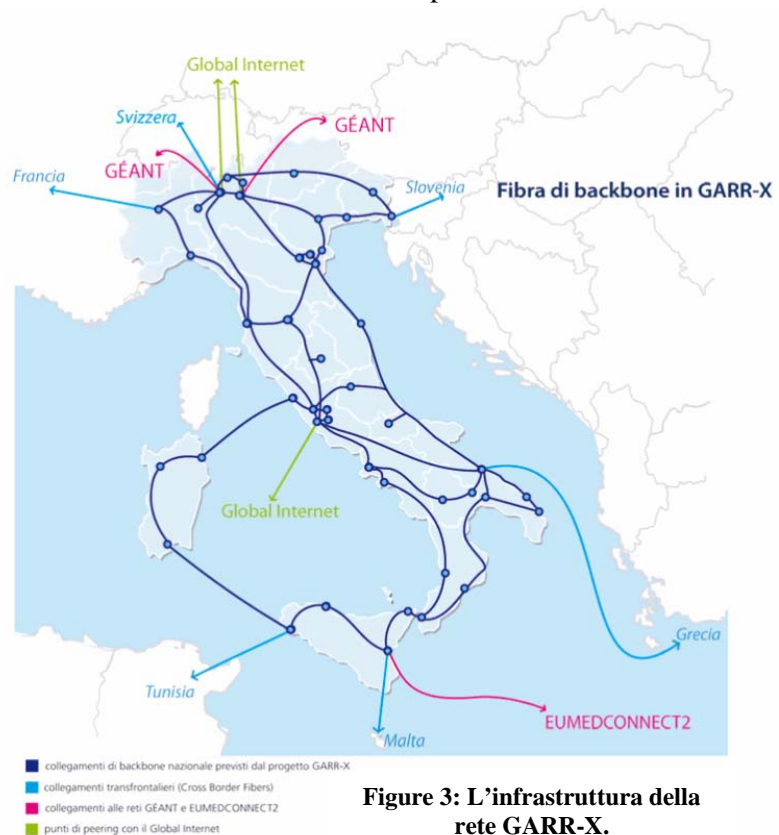 Global Internet
Svizzera
GÉANT
GÉANT
Francia
Slovenia
Fibra di backbone in GARR-X
Global Internet
Grecia
Tunisia
EUMEDCONNECT2
Malta
collegamenti di backbone nazionale previsti dal progetto GARR-X
collegamenti transfrontalieri (Cross Border Fibers)
collegamenti alle reti GÉANT e EUMEDCONNECT2
punti di peering con il Global Internet
Figure 3: L'infrastruttura della
rete GARR-X.